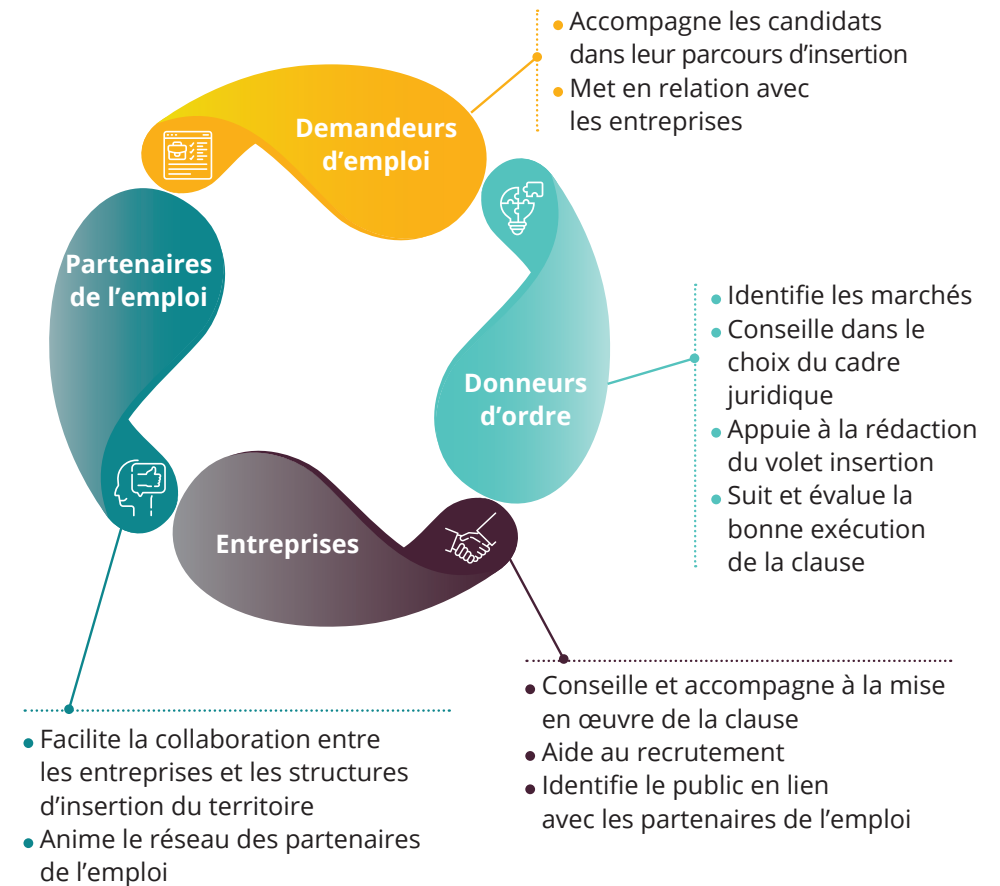 Accompagne les candidats
dans leur parcours d'insertion
Met en relation avec
les entreprises
Demandeurs
d'emploi
Partenaires
de l'emploi
Donneurs
d'ordre
Identifie les marchés
Conseille dans le
choix du cadre
juridique
Appuie à la rédaction
du volet insertion
Suit et évalue la
bonne exécution
de la clause
Entreprises
Conseille et accompagne à la mise
en œuvre de la clause
Aide au recrutement
Identifie le public en lien
avec les partenaires de l'emploi
Facilite la collaboration entre
les entreprises et les structures
d'insertion du territoire
Anime le réseau des partenaires
de l'emploi